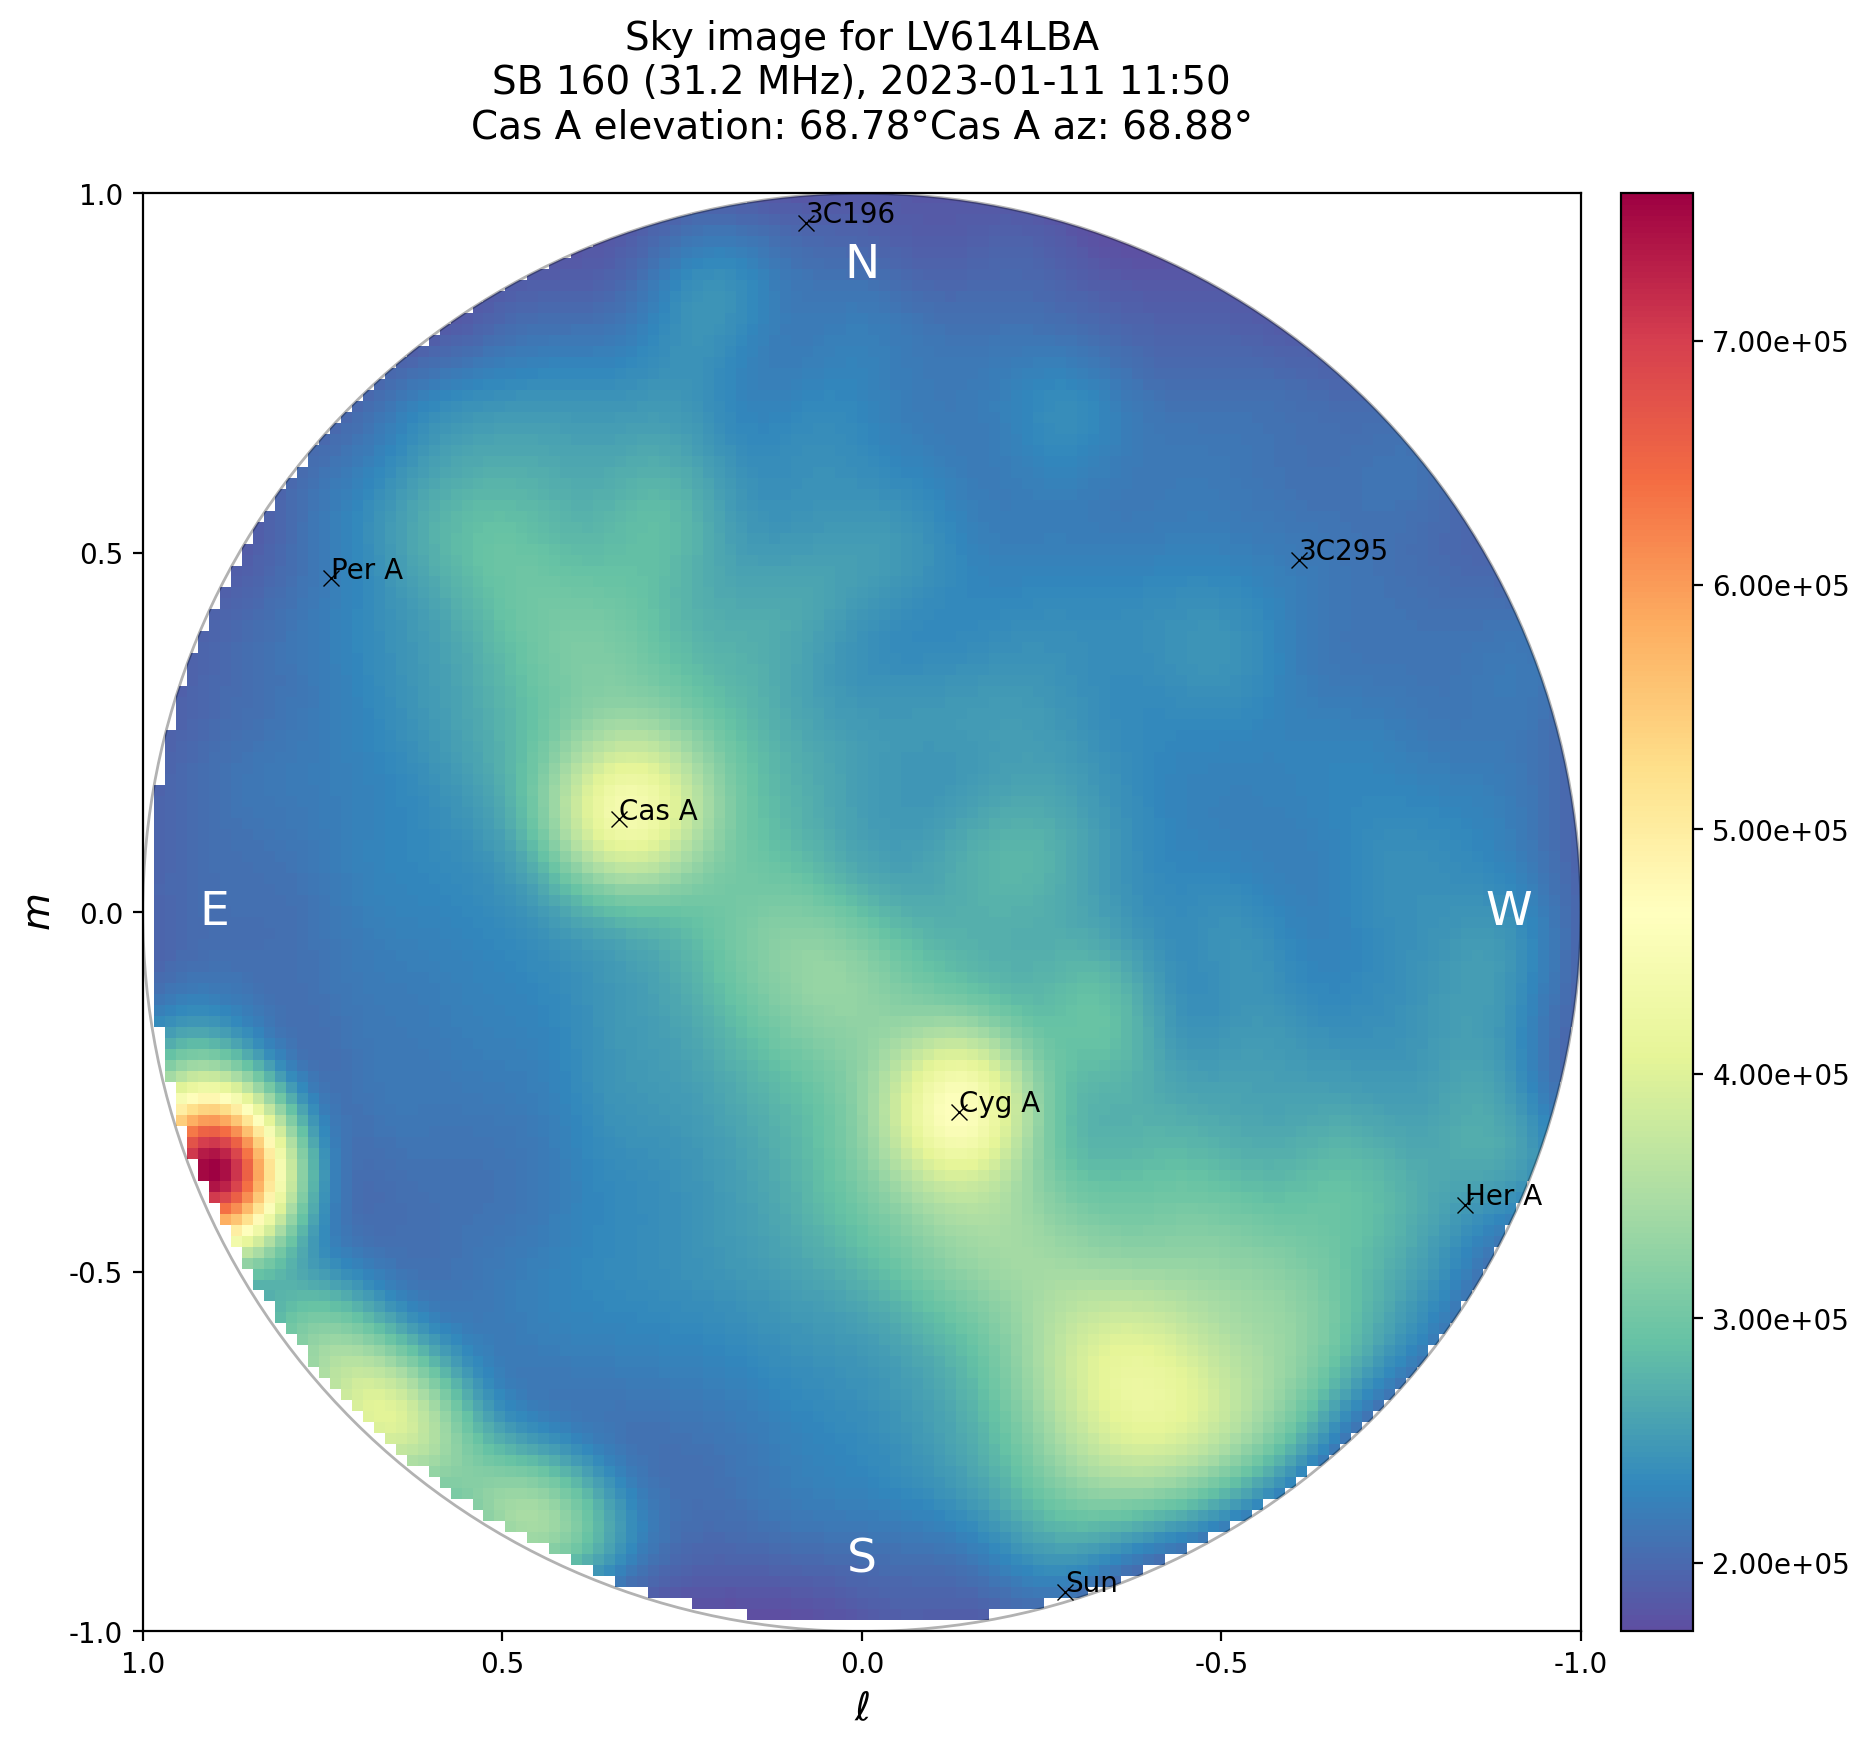 Sky image for LV614LBA
SB 160 (31.2 MHz), 2023-01-11 11:50
Cas A elevation: 68.78°Cas A az: 68.88°
1.0
0.5
0.0
-0.5
-1.0
m
3C196
N
3C295
Per A
Cas A
E
W
Cyg A
Her A
S
Sun
1.0
0.5
0.0
-0.5
-1.0
ℓ
7.00e+05
6.00e+05
5.00e+05
4.00e+05
3.00e+05
2.00e+05